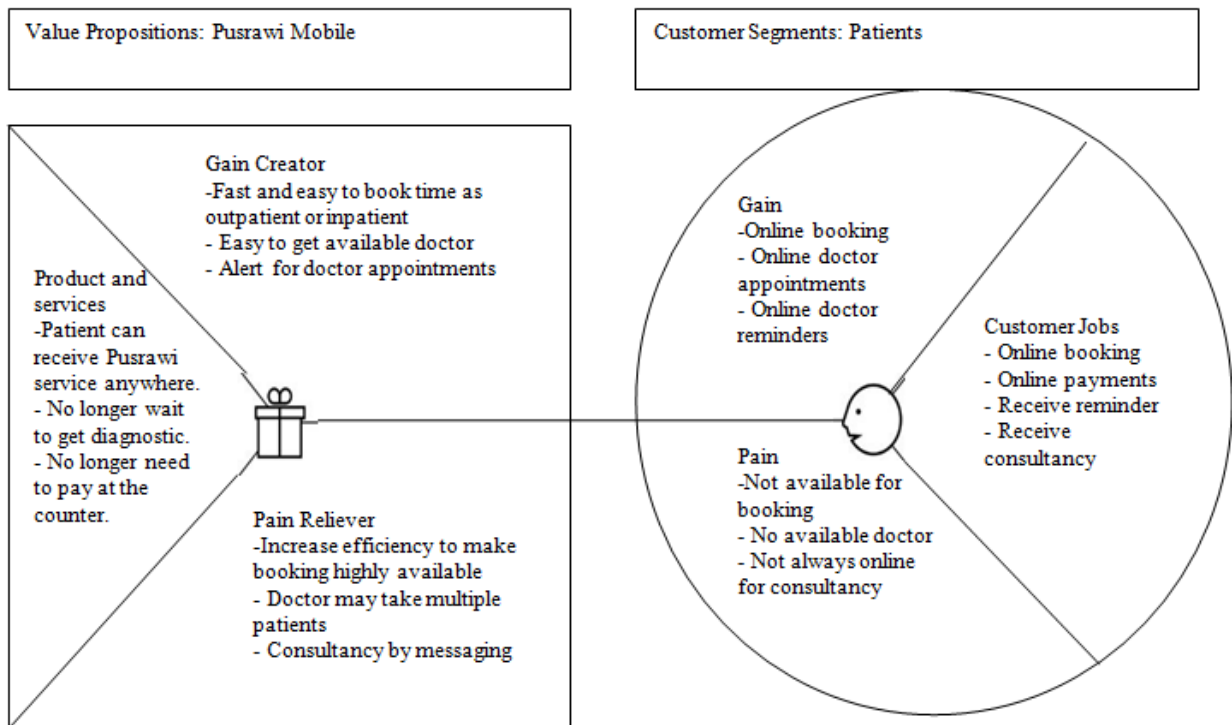 Value Propositions: Pusrawi Mobile
Customer Segments: Patients
Gain Creator
-Fast and easy to book time as
outpatient or inpatient
- Easy to get available doctor
- Alert for doctor appointments
Product and
services
-Patient can
receive Pusrawi
service anywhere.
- No longer wait
to get diagnostic.
- No longer need
to pay at the
counter.
Pain Reliever
-Increase efficiency to make
booking highly available
- Doctor may take multiple
patients
- Consultancy by messaging
Gain
-Online booking
- Online doctor
appointments
- Online doctor
reminders
Customer Jobs
- Online booking
- Online payments
- Receive reminder
- Receive
consultancy
Pain
-Not available for
booking
- No available doctor
- Not always online
for consultancy